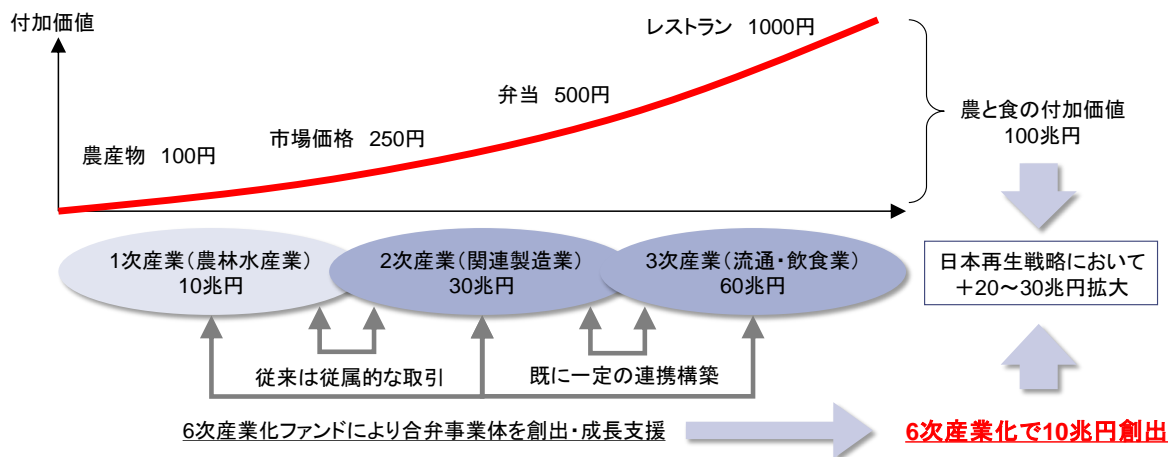 付加価値
レストラン 1000円
弁当 500円
市場価格 250円
農産物 100円
農と食の付加価値
100兆円
1次産業(農林水産業)
10兆円
2次産業(関連製造業)
30兆円
3次産業(流通・飲食業)
60兆円
日本再生戦略において
+20~30兆円拡大
従来は従属的な取引
既に一定の連携構築
6次産業化ファンドにより合弁事業体を創出・成長支援
6次産業化で10兆円創出